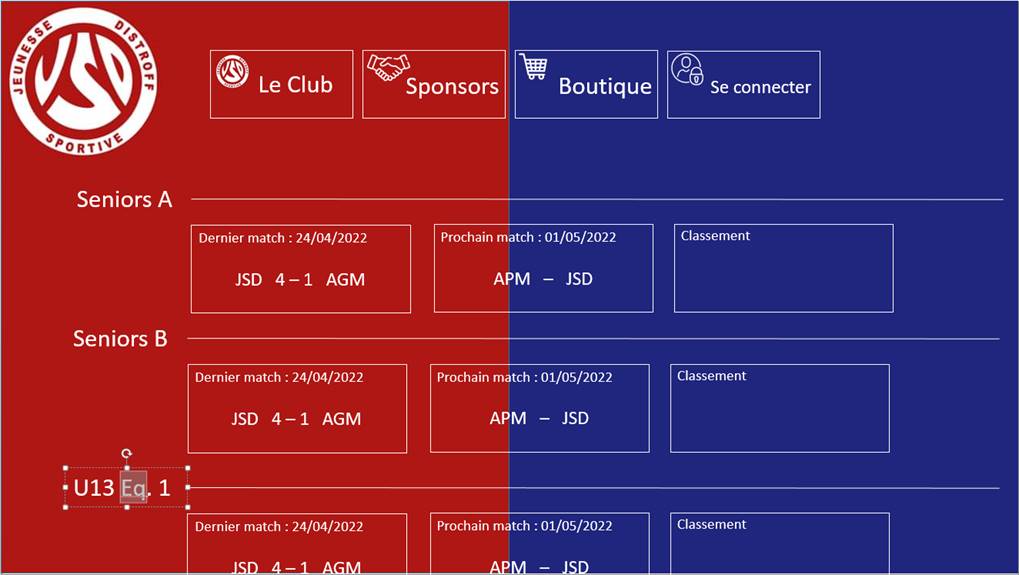 JEUNESSE DISTROFF
SPORTIVE
JSD
Le Club
Sponsors
Boutique
Se connecter
Seniors A
Dernier match : 24/04/2022
JSD 4 – 1 AGM
Prochain match : 01/05/2022
APM – JSD
Classement
Seniors B
Dernier match : 24/04/2022
JSD 4 – 1 AGM
Prochain match : 01/05/2022
APM – JSD
Classement
U13 Eq. 1
Dernier match : 24/04/2022
JSD 4 – 1 AGM
Prochain match : 01/05/2022
APM – JSD
Classement